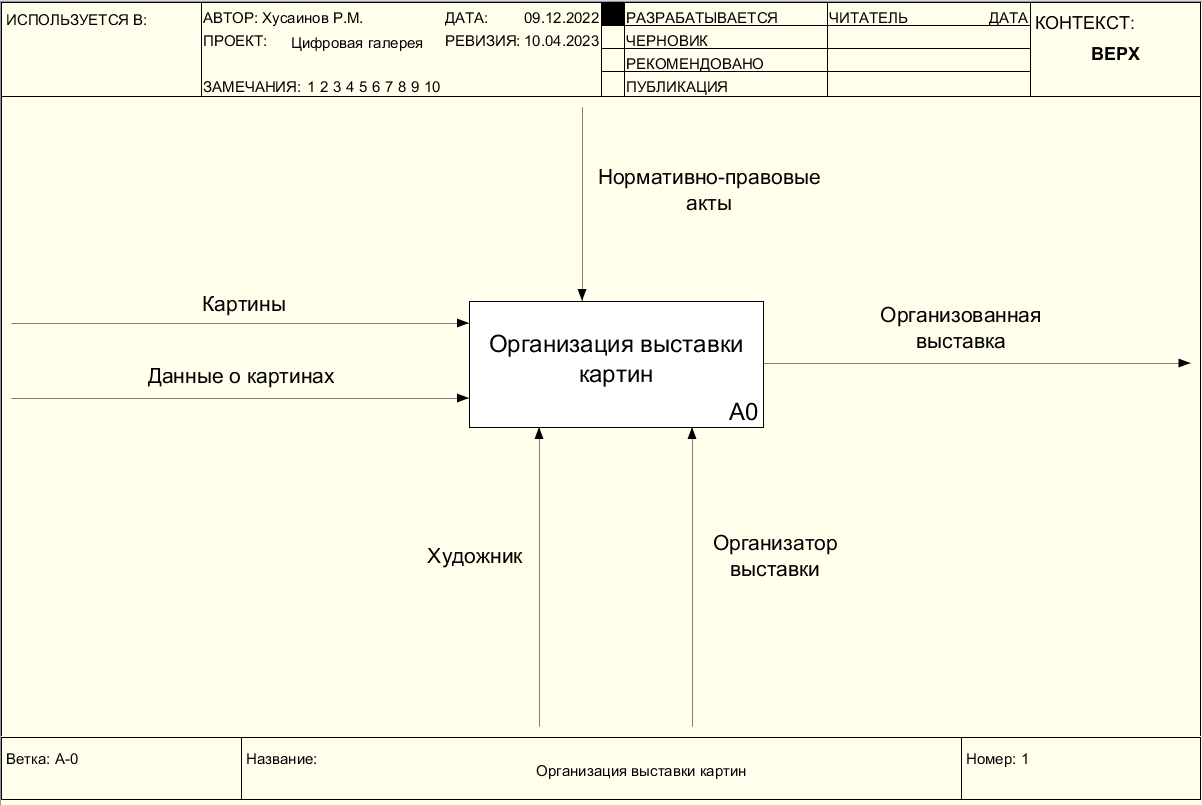 ИСПОЛЬЗУЕТСЯ В:
АВТОР: Хусаинов Р.М.
ДАТА: 09.12.2022
ПРОЕКТ: Цифровая галерея
РЕВИЗИЯ: 10.04.2023
ЗАМЕЧАНИЯ: 1 2 3 4 5 6 7 8 9 10
РАЗРАБАТЫВАЕТСЯ
ЧЕРНОВИК
РЕКОМЕНДОВАНО
ПУБЛИКАЦИЯ
ЧИТАТЕЛЬ ДАТА
КОНТЕКСТ:
ВЕРХ
Нормативно-правовые
акты
Картины
Данные о картинах
Организация выставки
картин
A0
Организованная
выставка
Художник
Организатор
выставки
Ветка: А-0
Название:
Организация выставки картин
Номер: 1